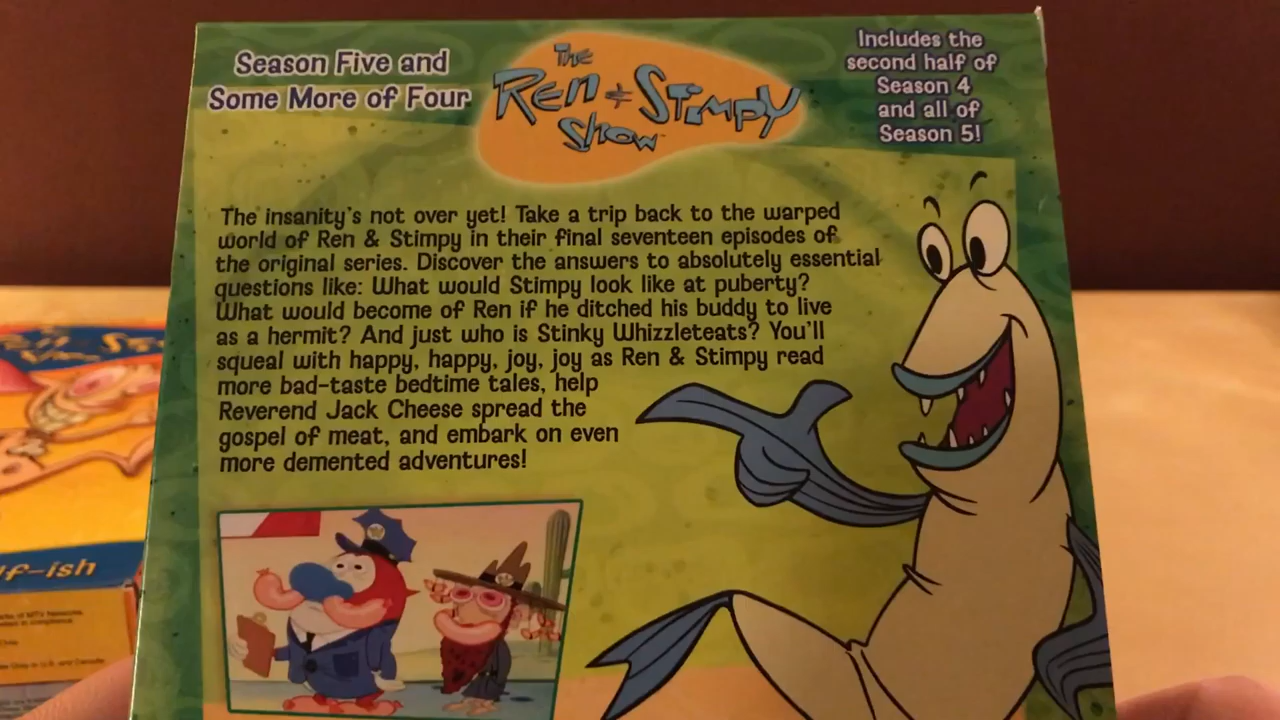 Season Five and
Some More of Four
The
Ren + Stimpy
Show
Includes the
second half of
Season 4
and all of
Season 5!
The insanity's not over yet! Take a trip back to the warped
world of Ren & Stimpy in their final seventeen episodes of
the original series. Discover the answers to absolutely essential
questions like: What would Stimpy look like at puberty?
What would become of Ren if he ditched his buddy to live
as a hermit? And just who is Stinky Whizzleteats? You'll
squeal with happy, happy, joy, joy as Ren & Stimpy read
more bad-taste bedtime tales, help
Reverend Jack Cheese spread the
gospel of meat, and embark on even
more demented adventures!
lf-ish